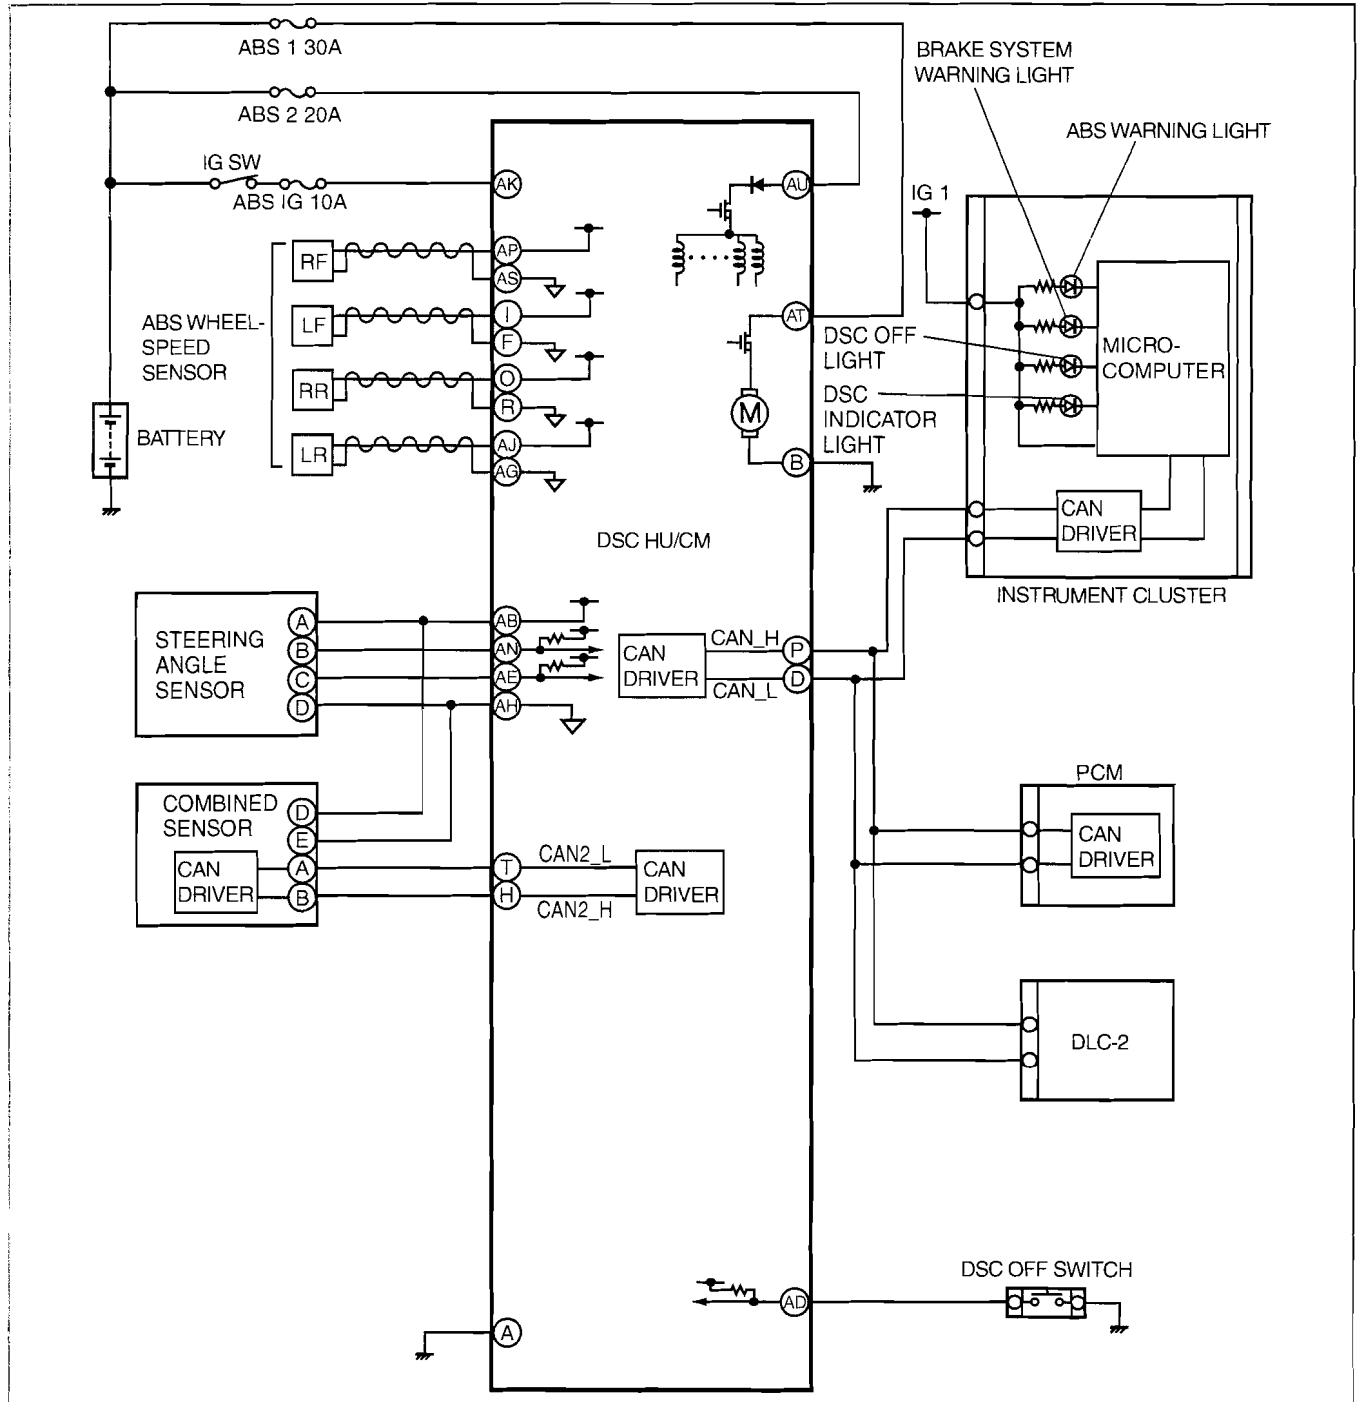 ABS 1 30A
ABS 2 20A
IG SW
ABS IG 10A
AK
AU
BRAKE SYSTEM
WARNING LIGHT
ABS WARNING LIGHT
IG 1
ABS WHEEL-
SPEED
SENSOR
RF
LF
RR
LR
AP
AS
I
F
O
R
AJ
AG
AT
M
B
DSC OFF
LIGHT
DSC
INDICATOR
LIGHT
MICRO-
COMPUTER
CAN
DRIVER
INSTRUMENT CLUSTER
BATTERY
DSC HU/CM
STEERING
ANGLE
SENSOR
A
B
C
D
AB
AN
AE
AH
CAN
DRIVER
CAN_H
CAN_L
P
D
COMBINED
SENSOR
CAN
DRIVER
D
E
A
B
T
H
CAN2_L
CAN2_H
CAN
DRIVER
PCM
CAN
DRIVER
DLC-2
DSC OFF SWITCH
AD
A